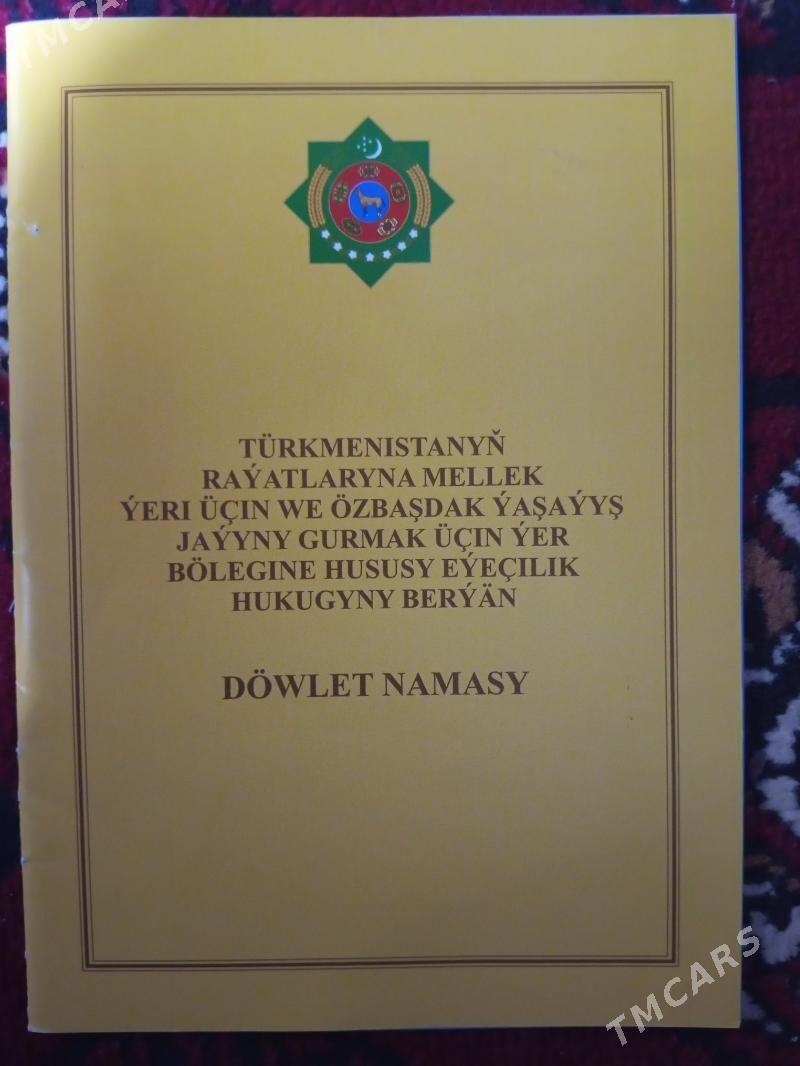 TMCARS
TÜRKMENISTANYŇ
RAÝATLARYNA MELLEK
ÝERI ÜÇIN WE ÖZBAŞDAK ÝAŞAÝYŞ
JAÝYNY GURMAK ÜÇIN ÝER
BÖLEGINE HUSUSY EÝEÇILIK
HUKUGYNY BERÝÄN
DÖWLET NAMASY
TMCARS